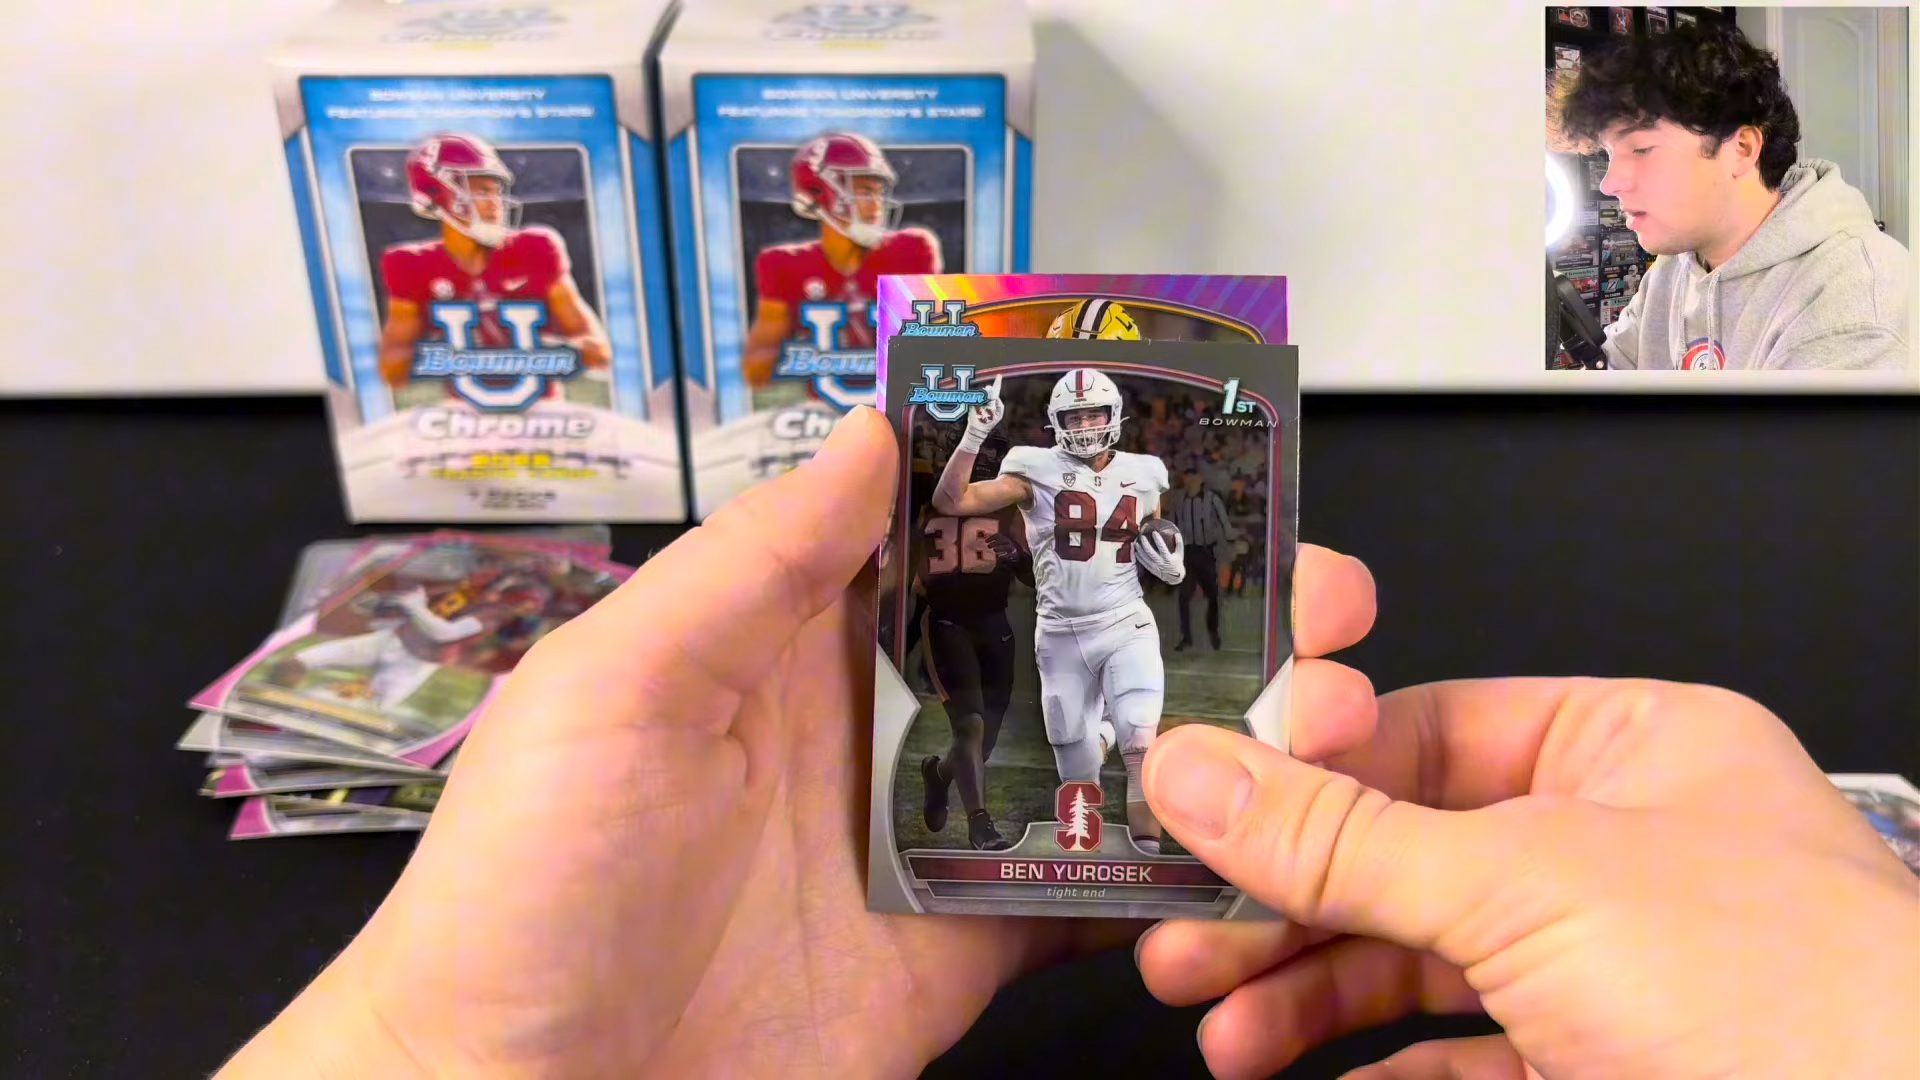 BOWMAN UNIVERSITY
FEATURING TOMORROW'S STARS!
U
Bowman
Chrome
BOWMAN UNIVERSITY
FEATURING TOMORROW'S STARS!
U
Bowman
U
Bowman
U
Bowman
1ST
BOWMAN
36
84
S
BEN YUROSEK
tight end